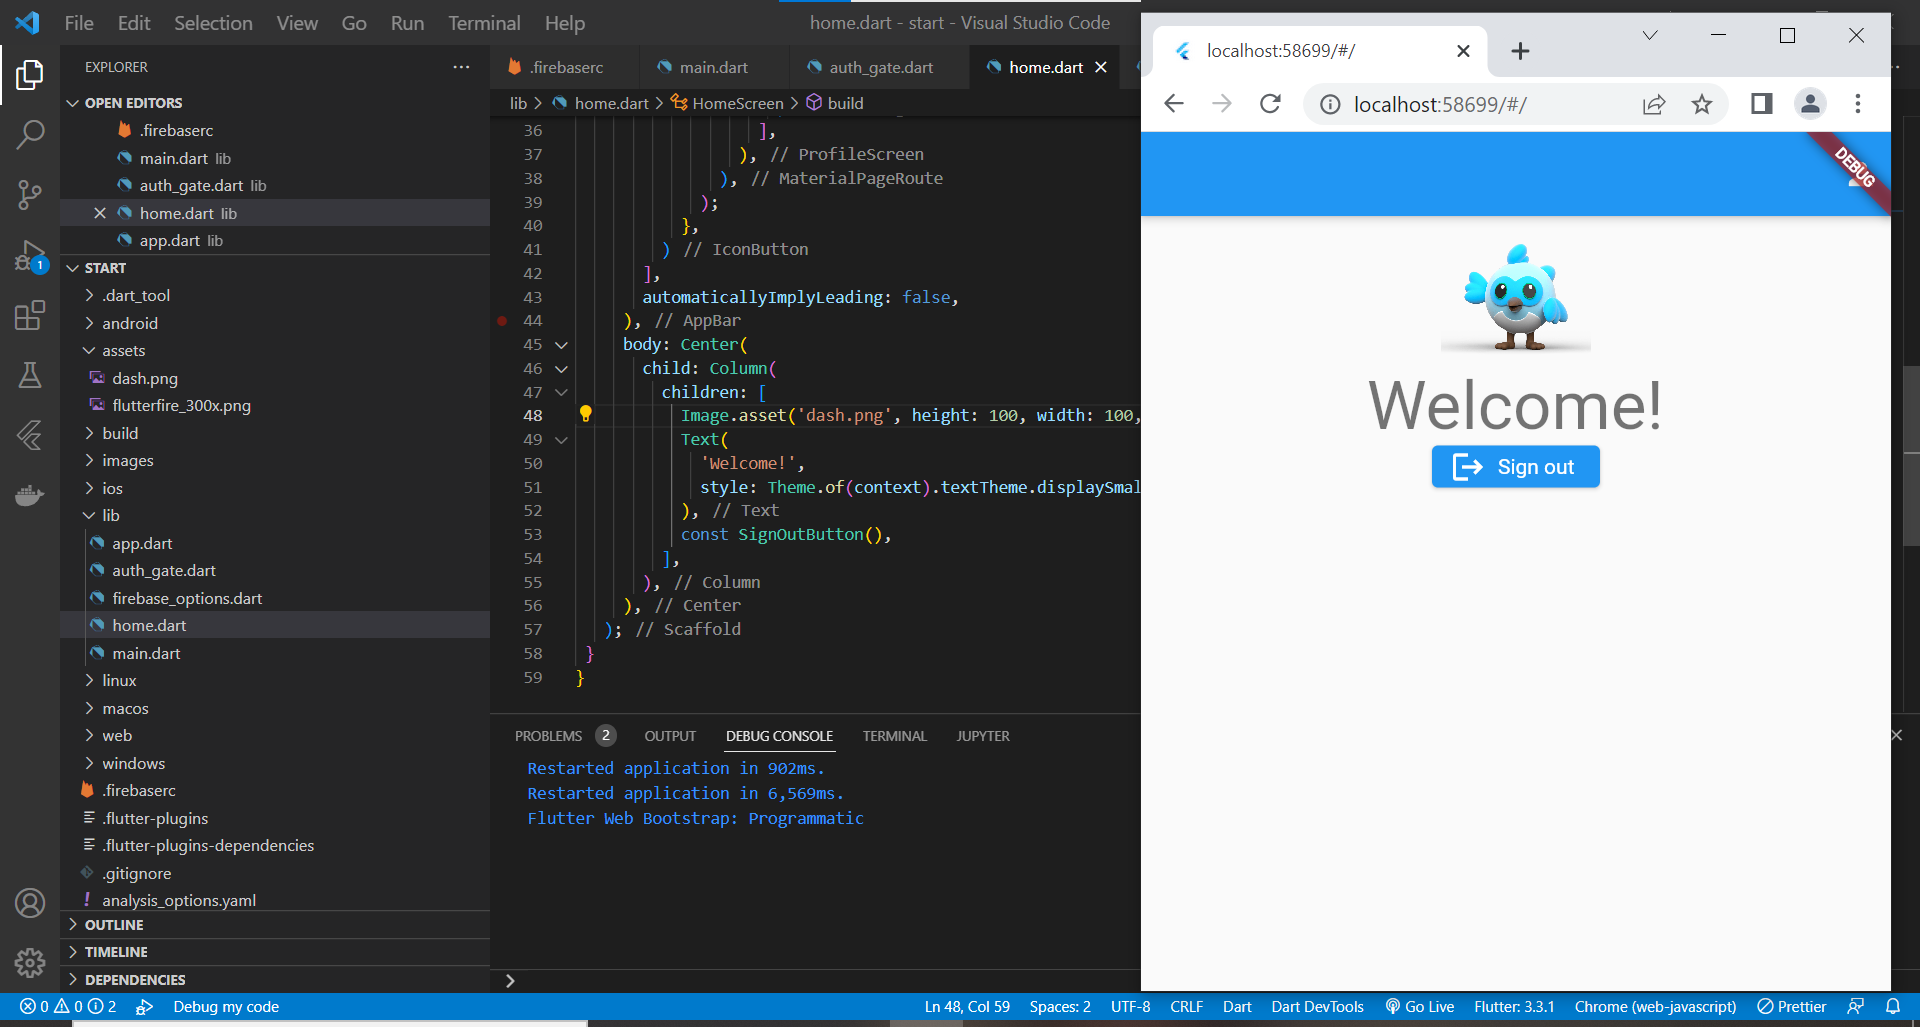 File Edit Selection View Go Run Terminal Help
home.dart - start - Visual Studio Code
EXPLORER
OPEN EDITORS
.firebaserc
main.dart lib
auth_gate.dart lib
home.dart lib
app.dart lib
START
.dart_tool
android
assets
dash.png
flutterfire_300x.png
build
images
ios
lib
app.dart
auth_gate.dart
firebase_options.dart
home.dart
main.dart
linux
macos
web
windows
.firebaserc
.flutter-plugins
.flutter-plugins-dependencies
.gitignore
analysis_options.yaml
OUTLINE
TIMELINE
DEPENDENCIES
1
.firebaserc main.dart auth_gate.dart home.dart
lib > home.dart > HomeScreen > build
36 ],
37 ), // ProfileScreen
38 ), // MaterialPageRoute
39 );
40 },
41 ) // IconButton
42 ],
43 automaticallyImplyLeading: false,
44 ), // AppBar
45 body: Center(
46 child: Column(
47 children: [
48 Image.asset('dash.png', height: 100, width: 100,
49 Text(
50 'Welcome!',
51 style: Theme.of(context).textTheme.displaySmal
52 ), // Text
53 const SignOutButton(),
54 ],
55 ), // Column
56 ), // Center
57 ); // Scaffold
58 }
59 }
PROBLEMS 2 OUTPUT DEBUG CONSOLE TERMINAL JUPYTER
Restarted application in 902ms.
Restarted application in 6,569ms.
Flutter Web Bootstrap: Programmatic
localhost:58699/#/
localhost:58699/#/
DEBUG
Welcome!
Sign out
0 0 2 Debug my code Ln 48, Col 59 Spaces: 2 UTF-8 CRLF Dart Dart DevTools Go Live Flutter: 3.3.1 Chrome (web-javascript) Prettier